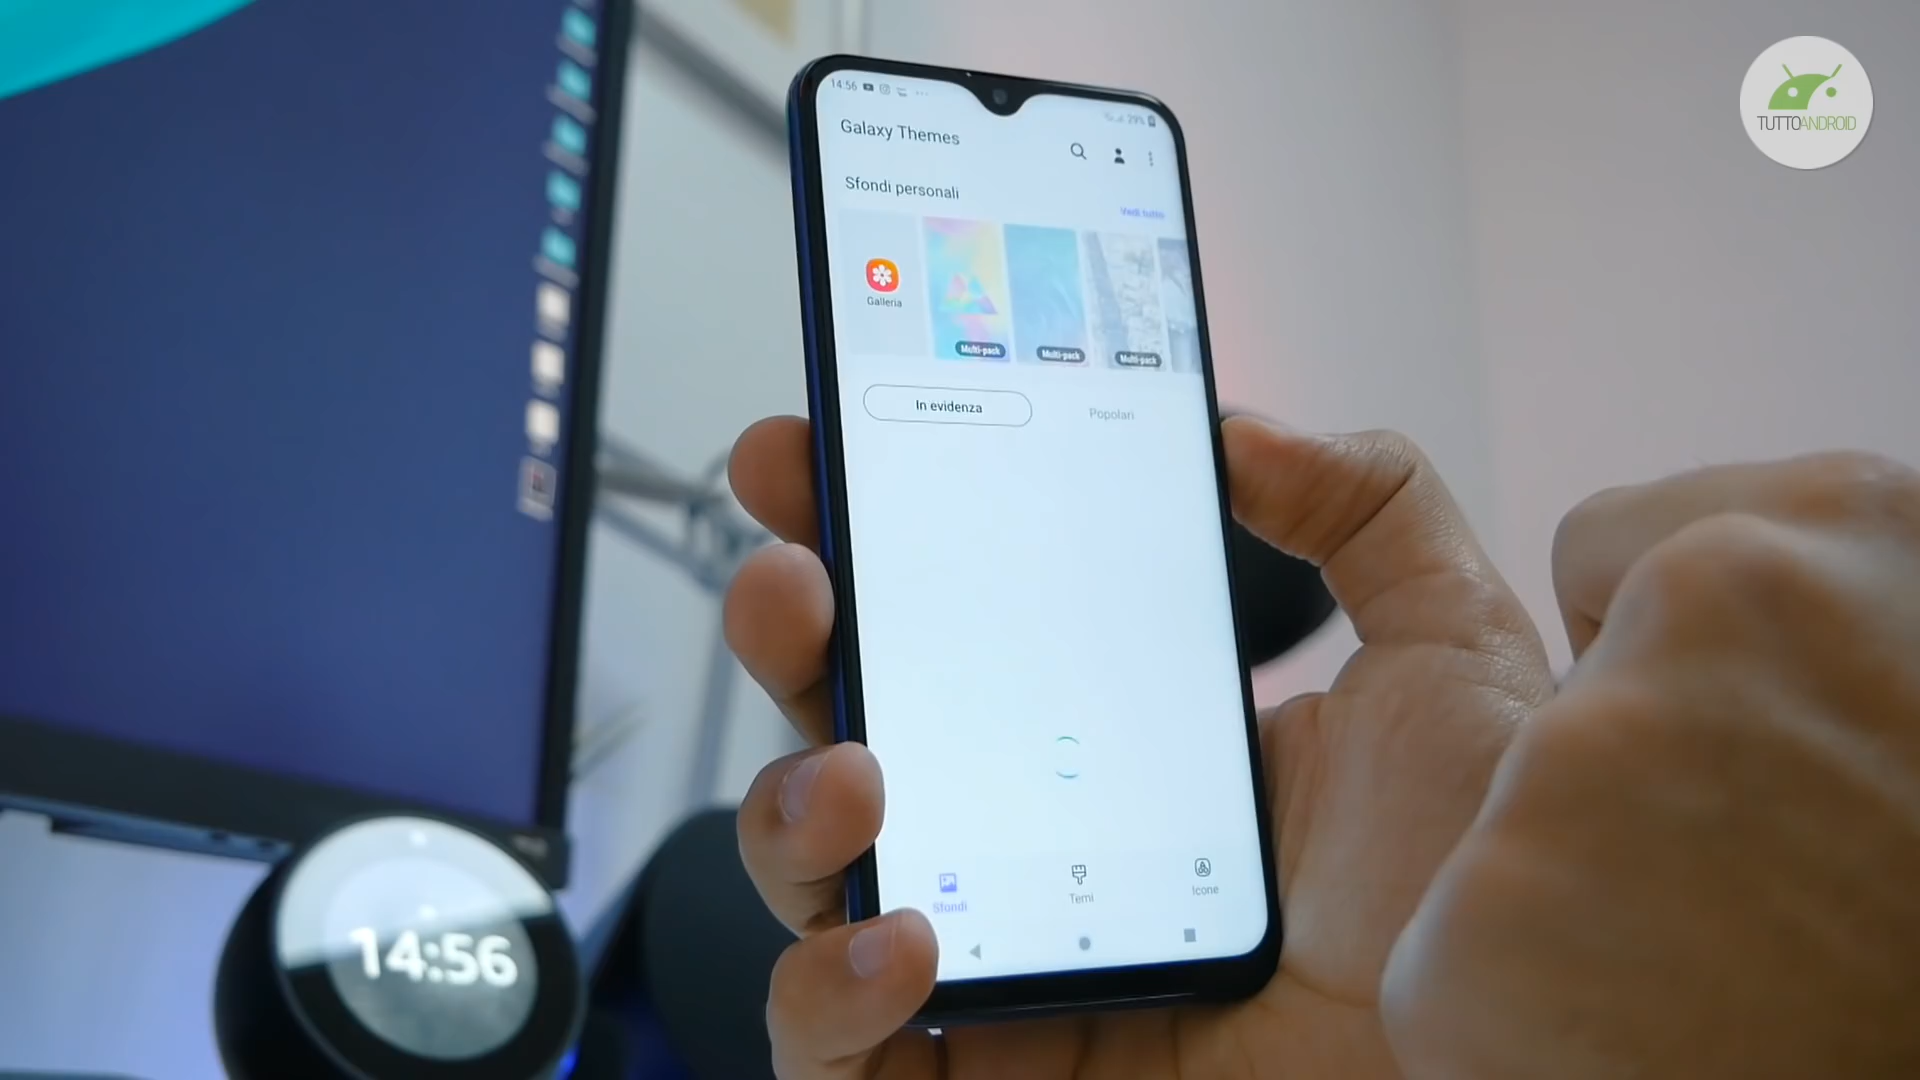 TUTTOANDROID
14:56
29%
Galaxy Themes
Sfondi personali
Vedi tutto
Galleria
Multi-pack
Multi-pack
Multi-pack
In evidenza
Popolari
Sfondi
Temi
Icone
14:56